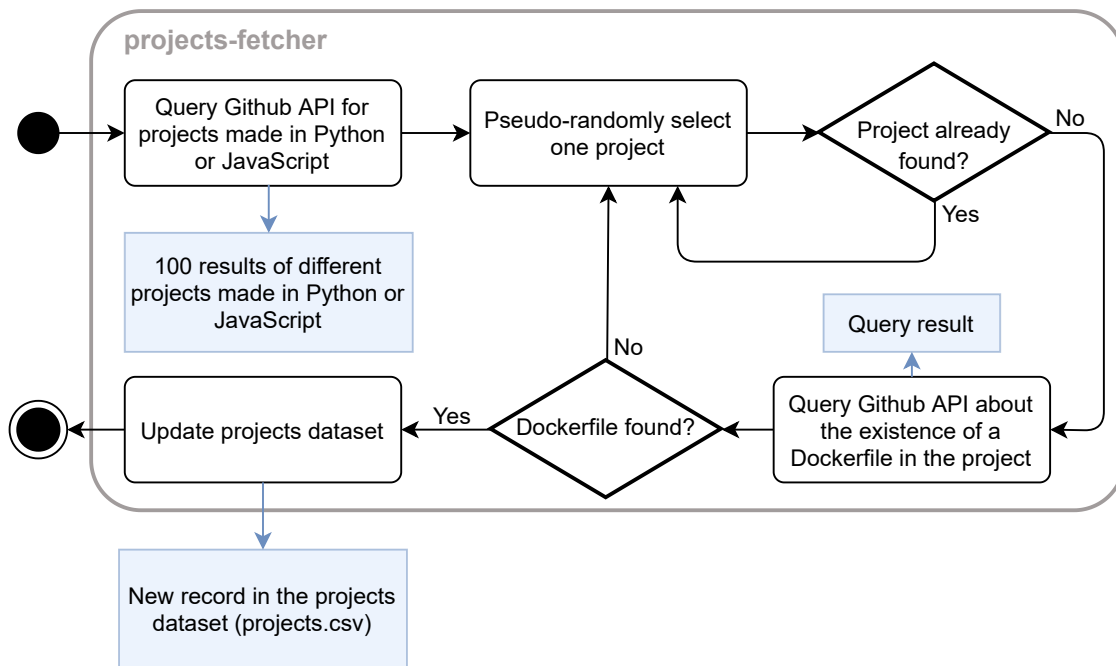 projects-fetcher
Query Github API for
projects made in Python
or JavaScript
Pseudo-randomly select
one project
Project already
found?
No
Yes
100 results of different
projects made in Python or
JavaScript
Query result
No
Query Github API about
the existence of a
Dockerfile in the project
Dockerfile found?
Yes
Update projects dataset
New record in the projects
dataset (projects.csv)